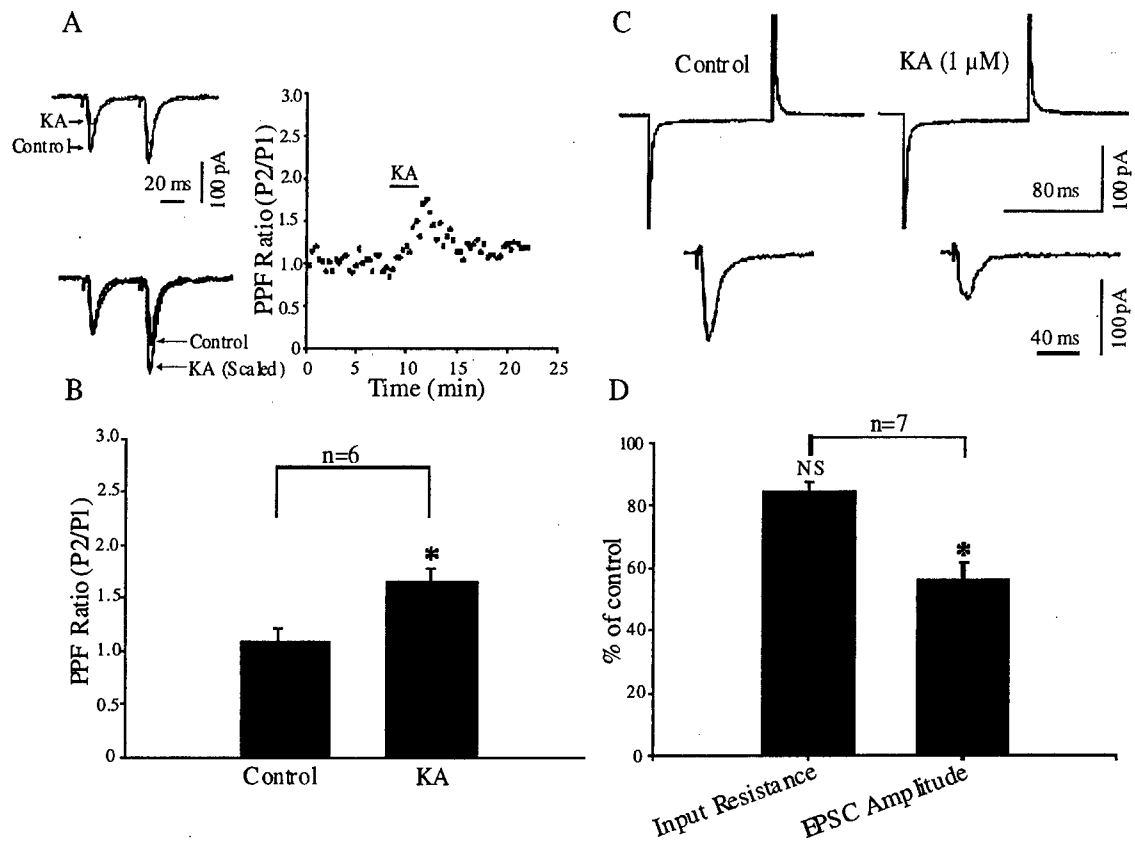 A
KA
Control
20 ms
100 pA
Control
KA (Scaled)
PPF Ratio (P2/P1)
3.0
2.5
2.0
1.5
1.0
0.5
0
KA
0
5
10
15
20
25
Time (min)
C
Control
KA (1 µM)
80 ms
100 pA
40 ms
100 pA
B
PPF Ratio (P2/P1)
3.0
2.5
2.0
1.5
1.0
0.5
0
n=6
*
Control
KA
D
% of control
100
80
60
40
20
0
n=7
NS
*
Input Resistance
EPSC Amplitude